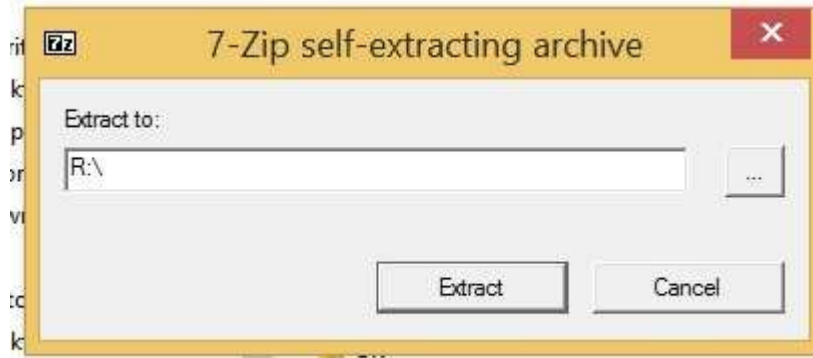 7z 7-Zip self-extracting archive
Extract to:
R:\
...
Extract Cancel